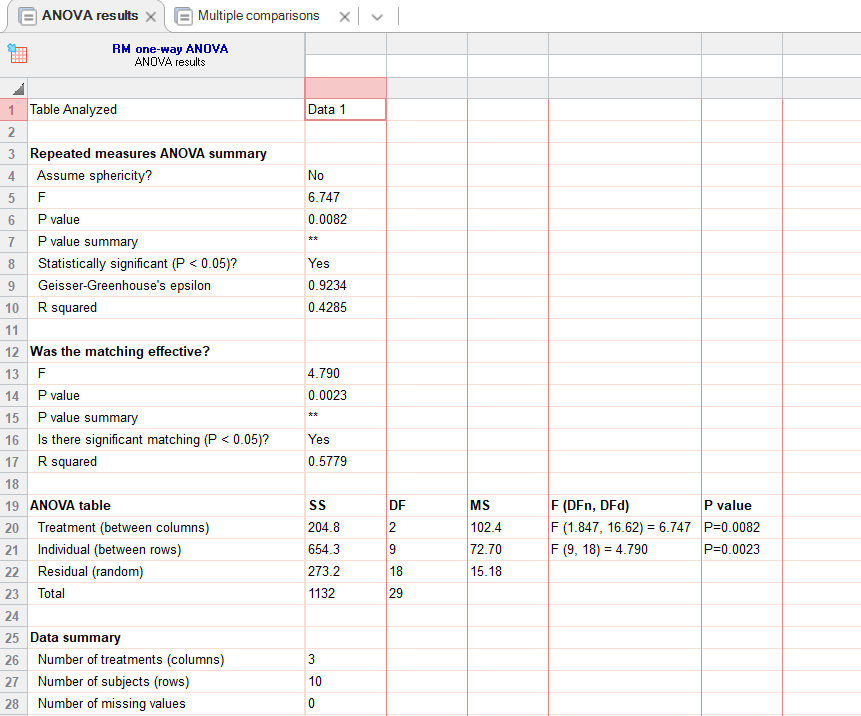 ANOVA results Multiple comparisons
RM one-way ANOVA
ANOVA results
1 Table Analyzed Data 1
2
3 Repeated measures ANOVA summary
4 Assume sphericity? No
5 F 6.747
6 P value 0.0082
7 P value summary **
8 Statistically significant (P < 0.05)? Yes
9 Geisser-Greenhouse's epsilon 0.9234
10 R squared 0.4285
11
12 Was the matching effective?
13 F 4.790
14 P value 0.0023
15 P value summary **
16 Is there significant matching (P < 0.05)? Yes
17 R squared 0.5779
18
19 ANOVA table SS DF MS F (DFn, DFd) P value
20 Treatment (between columns) 204.8 2 102.4 F (1.847, 16.62) = 6.747 P=0.0082
21 Individual (between rows) 654.3 9 72.70 F (9, 18) = 4.790 P=0.0023
22 Residual (random) 273.2 18 15.18
23 Total 1132 29
24
25 Data summary
26 Number of treatments (columns) 3
27 Number of subjects (rows) 10
28 Number of missing values 0